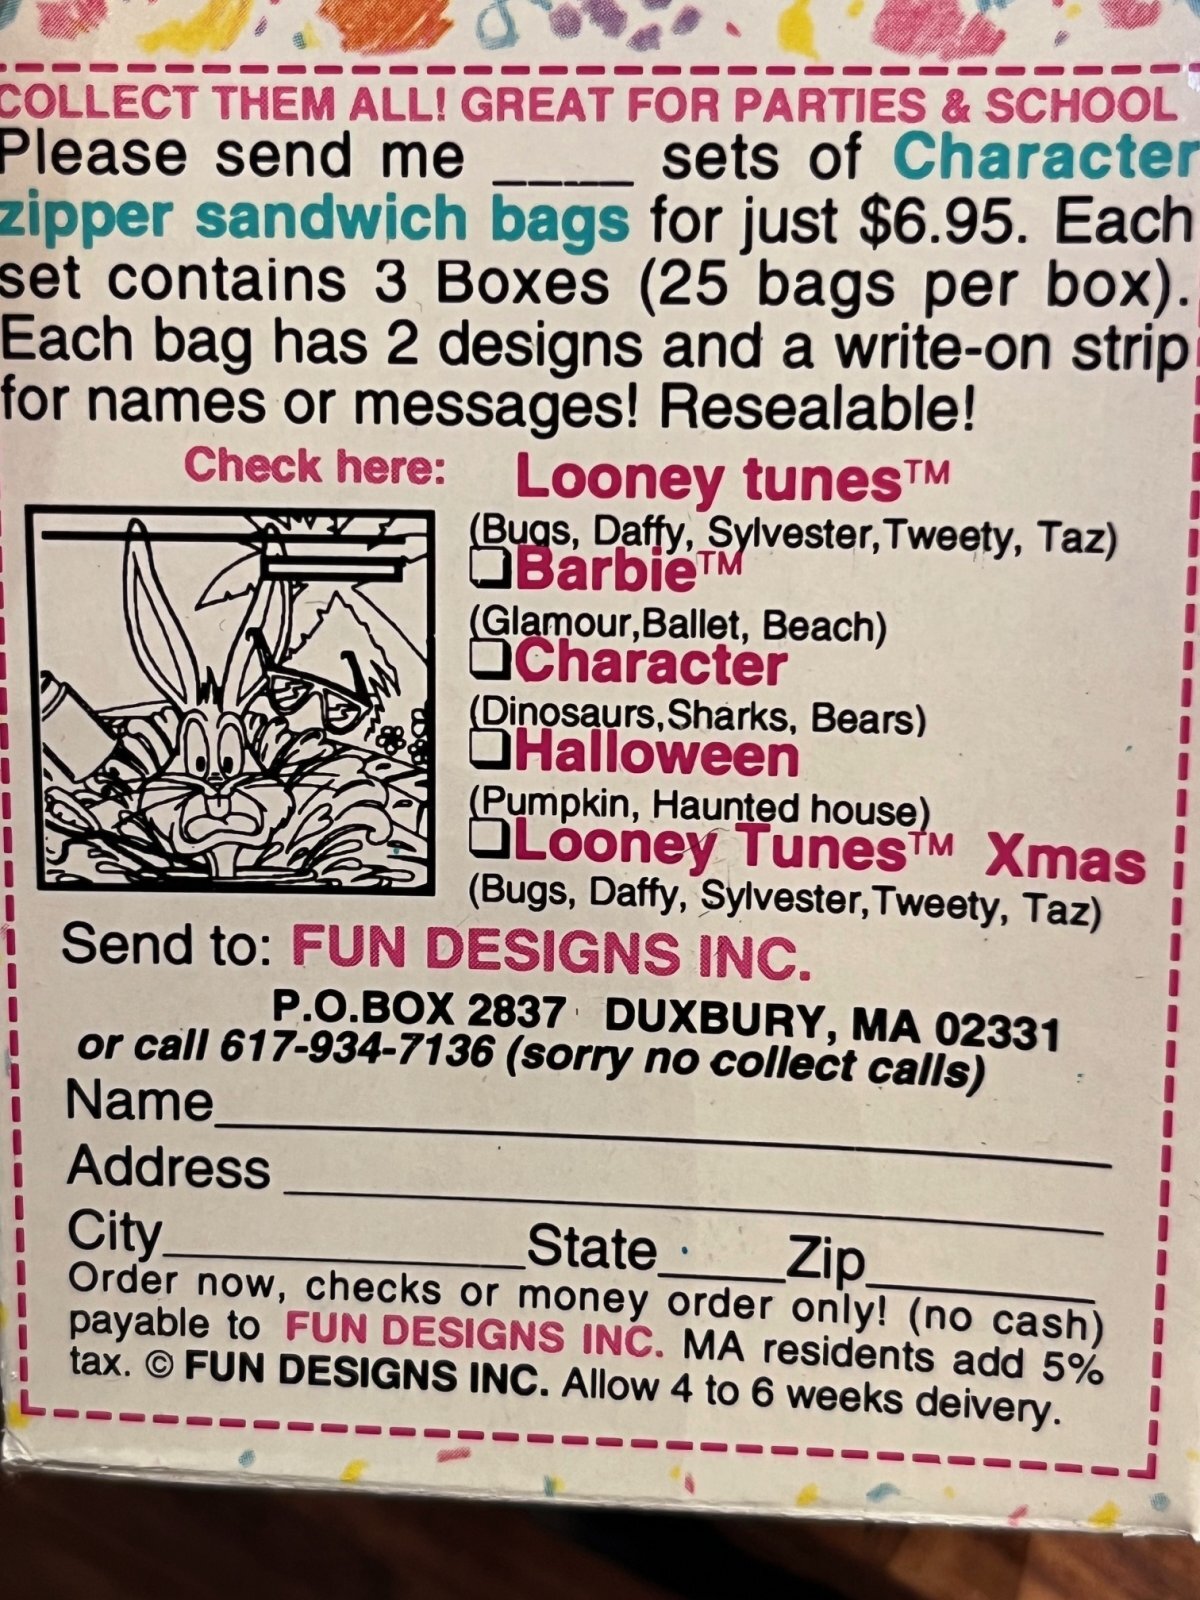 COLLECT THEM ALL! GREAT FOR PARTIES & SCHOOL
Please send me ____ sets of Character
zipper sandwich bags for just $6.95. Each
set contains 3 Boxes (25 bags per box).
Each bag has 2 designs and a write-on strip
for names or messages! Resealable!
Check here: Looney tunes™
(Bugs, Daffy, Sylvester,Tweety, Taz)
❑Barbie™
(Glamour,Ballet, Beach)
❑Character
(Dinosaurs,Sharks, Bears)
❑Halloween
(Pumpkin, Haunted house)
❑Looney Tunes™ Xmas
(Bugs, Daffy, Sylvester,Tweety, Taz)
Send to: FUN DESIGNS INC.
P.O.BOX 2837 DUXBURY, MA 02331
or call 617-934-7136 (sorry no collect calls)
Name
Address
City State Zip
Order now, checks or money order only! (no cash)
payable to FUN DESIGNS INC. MA residents add 5%
tax. © FUN DESIGNS INC. Allow 4 to 6 weeks deivery.